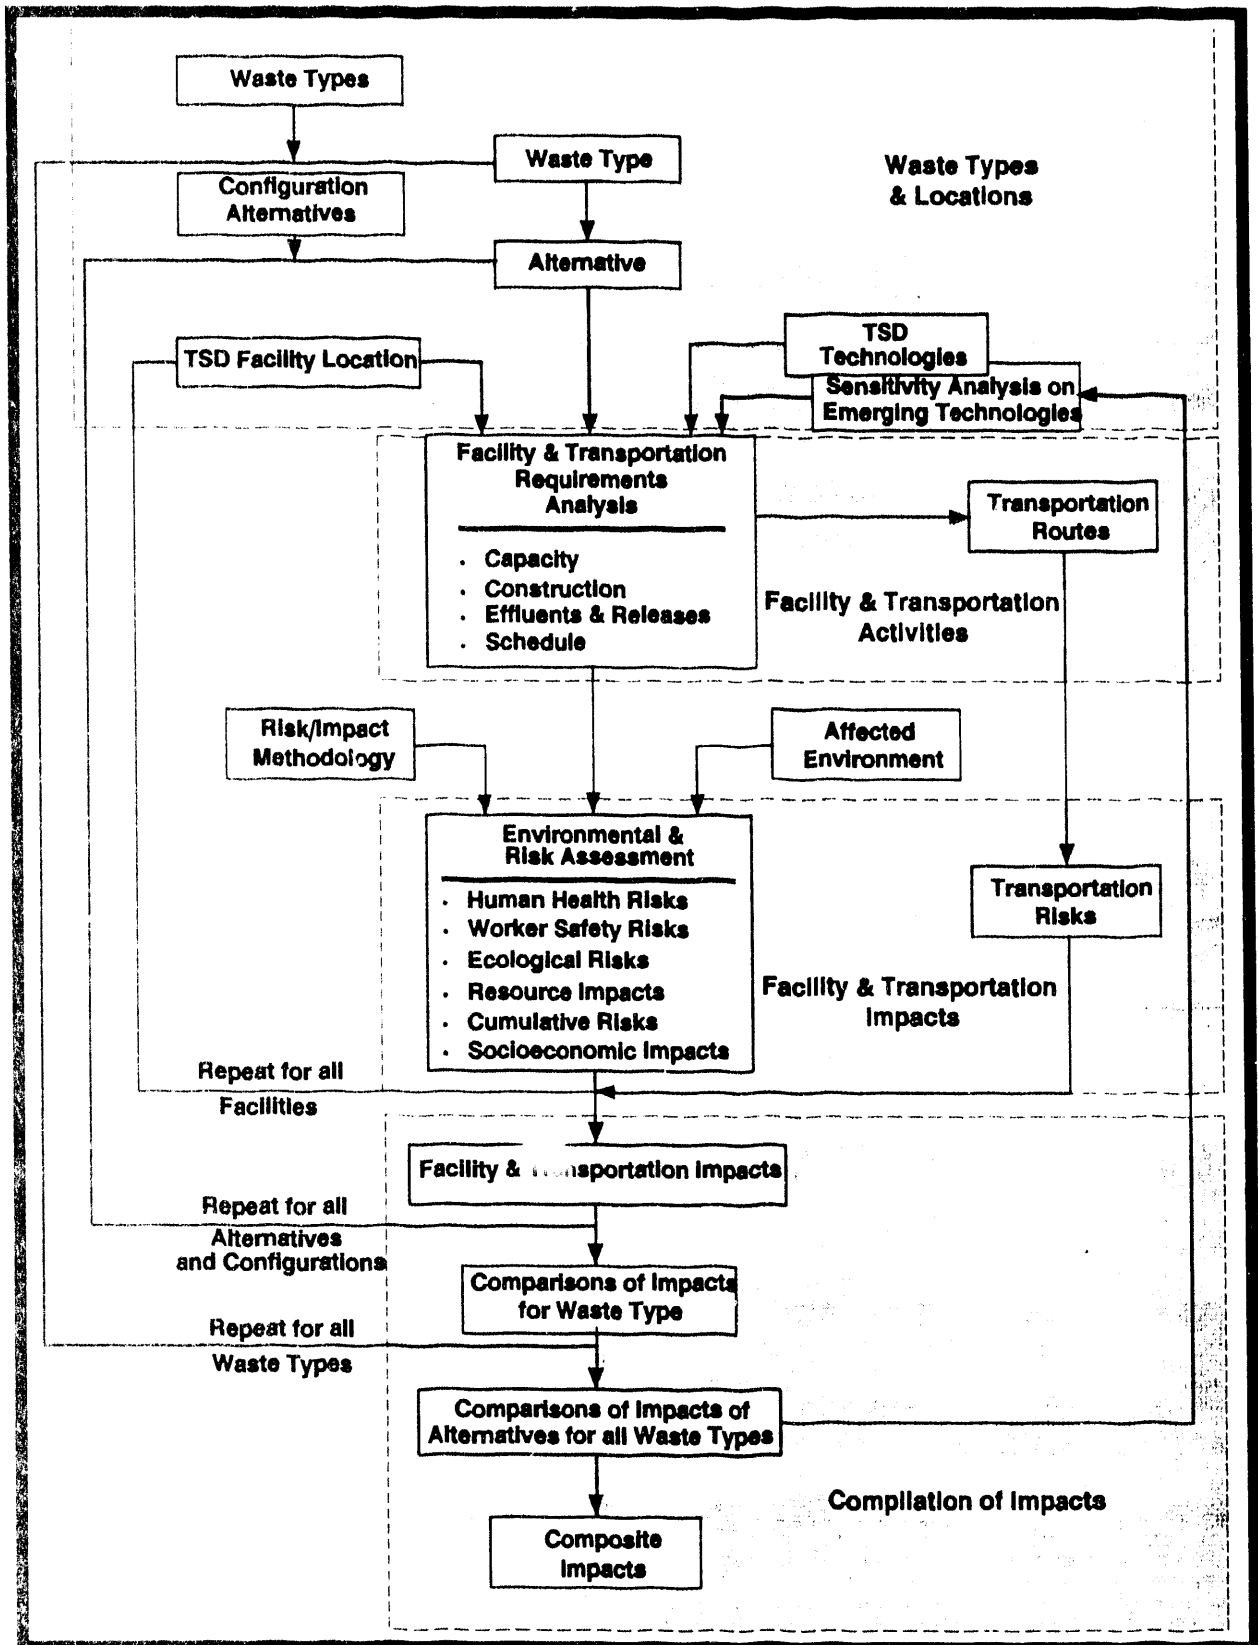 Waste Types
Waste Type
Waste Types
& Locations
Configuration
Alternatives
Alternative
TSD
Technologies
TSD Facility Location
Sensitivity Analysis on
Emerging Technologies
Facility & Transportation
Requirements
Analysis
Transportation
Routes
· Capacity
· Construction
· Effluents & Releases
· Schedule
Facility & Transportation
Activities
Risk/Impact
Methodology
Affected
Environment
Environmental &
Risk Assessment
· Human Health Risks
· Worker Safety Risks
· Ecological Risks
· Resource Impacts
· Cumulative Risks
· Socioeconomic Impacts
Transportation
Risks
Facility & Transportation
Impacts
Repeat for all
Facilities
Facility & Transportation Impacts
Repeat for all
Alternatives
and Configurations
Comparisons of Impacts
for Waste Type
Repeat for all
Waste Types
Comparisons of Impacts of
Alternatives for all Waste Types
Compilation of Impacts
Composite
Impacts